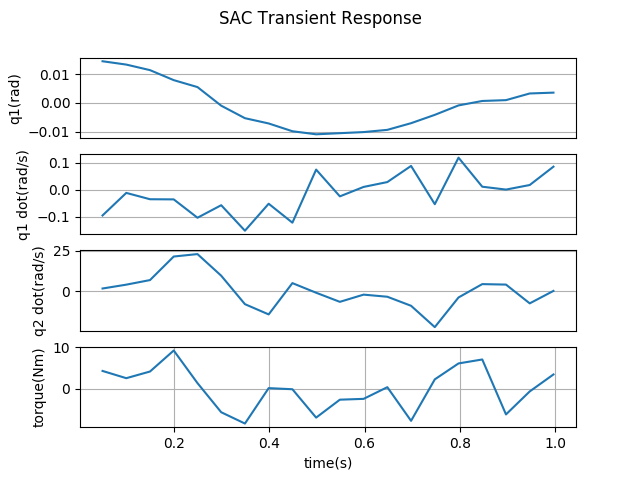 SAC Transient Response
q1(rad)
0.01
0.00
−0.01
q1 dot(rad/s)
0.1
0.0
−0.1
q2 dot(rad/s)
25
0
torque(Nm)
10
0
0.2 0.4 0.6 0.8 1.0
time(s)